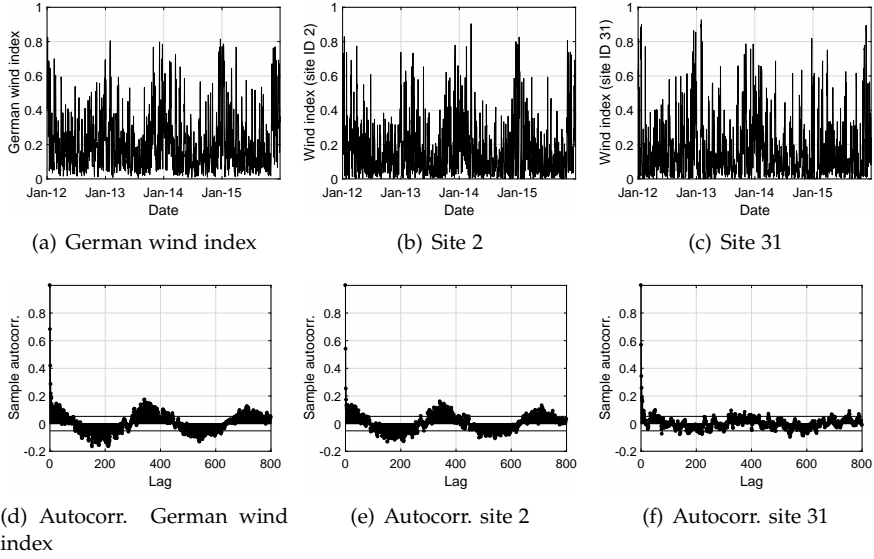 German wind index
1
0.8
0.6
0.4
0.2
0
Jan-12 Jan-13 Jan-14 Jan-15
Date
(a) German wind index
Wind index (site ID 2)
1
0.8
0.6
0.4
0.2
0
Jan-12 Jan-13 Jan-14 Jan-15
Date
(b) Site 2
Wind index (site ID 31)
1
0.8
0.6
0.4
0.2
0
Jan-12 Jan-13 Jan-14 Jan-15
Date
(c) Site 31
Sample autocorr.
0.8
0.6
0.4
0.2
0
-0.2
0 200 400 600 800
Lag
(d) Autocorr. German wind
index
Sample autocorr.
0.8
0.6
0.4
0.2
0
-0.2
0 200 400 600 800
Lag
(e) Autocorr. site 2
Sample autocorr.
0.8
0.6
0.4
0.2
0
-0.2
0 200 400 600 800
Lag
(f) Autocorr. site 31